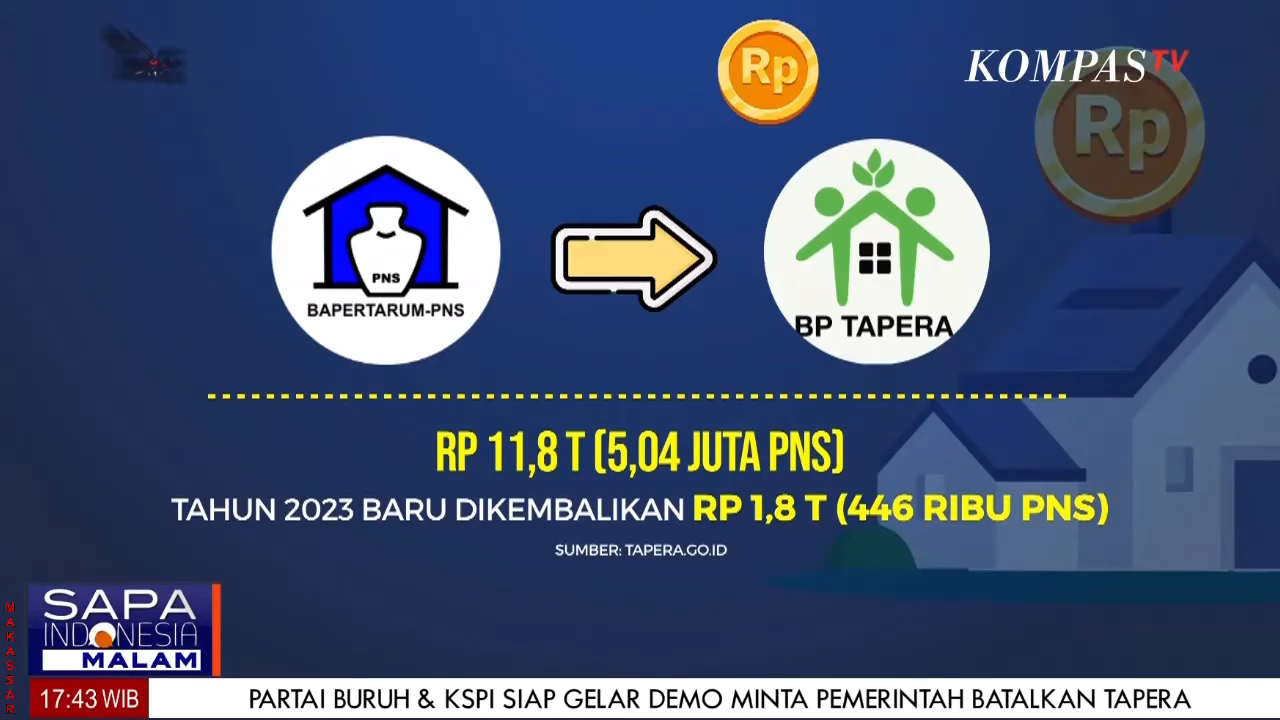 Rp
KOMPASTV
Rp
PNS
BAPERTARUM-PNS
BP TAPERA
RP 11,8 T (5,04 JUTA PNS)
TAHUN 2023 BARU DIKEMBALIKAN RP 1,8 T (446 RIBU PNS)
SUMBER: TAPERA.GO.ID
SAPA
INDONESIA
MALAM
MAKASSAR
17:43 WIB
PARTAI BURUH & KSPI SIAP GELAR DEMO MINTA PEMERINTAH BATALKAN TAPERA